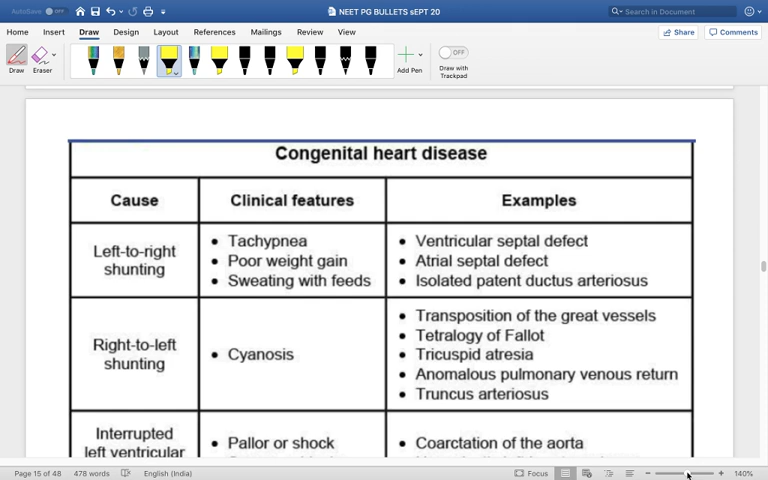 AutoSave OFF
NEET PG BULLETS sEPT 20
Search in Document
Home Insert Draw Design Layout References Mailings Review View
Share Comments
Draw Eraser Add Pen OFF Draw with Trackpad
Congenital heart disease
Cause Clinical features Examples
Left-to-right shunting
• Tachypnea
• Poor weight gain
• Sweating with feeds
• Ventricular septal defect
• Atrial septal defect
• Isolated patent ductus arteriosus
Right-to-left shunting
• Cyanosis
• Transposition of the great vessels
• Tetralogy of Fallot
• Tricuspid atresia
• Anomalous pulmonary venous return
• Truncus arteriosus
Interrupted
left ventricular
• Pallor or shock
• Coarctation of the aorta
Page 15 of 48 478 words English (India) Focus 140%